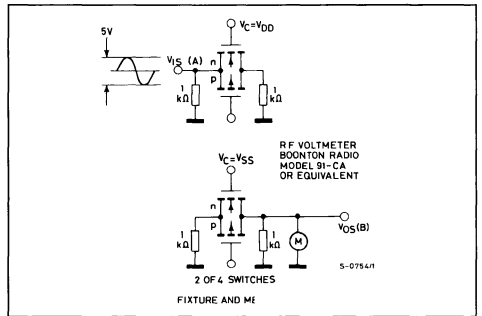 VC=VDD
5V
VIS (A)
n
p
1
kΩ
1
kΩ
RF VOLTMETER
BOONTON RADIO
MODEL 91-CA
OR EQUIVALENT
VC=VSS
n
p
1
kΩ
1
kΩ
M
VOS(B)
S-0754/1
2 OF 4 SWITCHES
FIXTURE AND ME